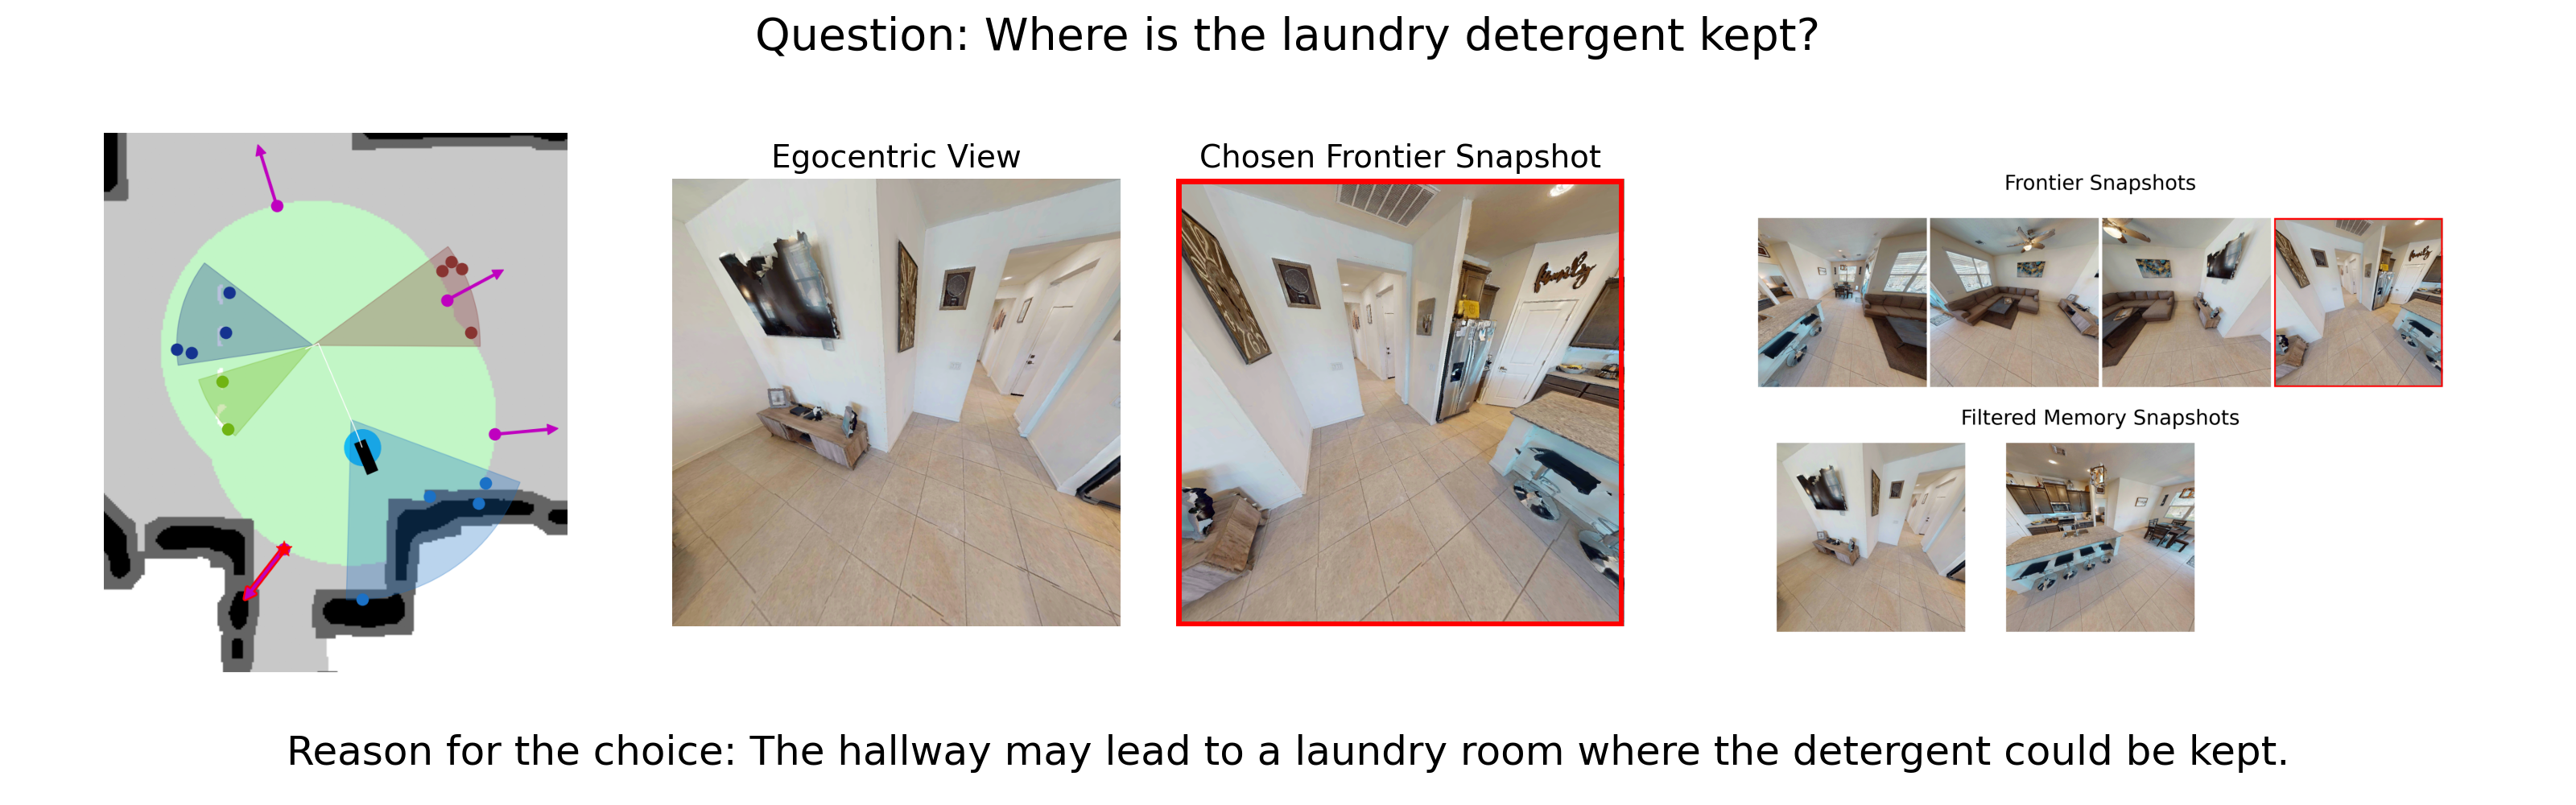 Question: Where is the laundry detergent kept?
Egocentric View
Chosen Frontier Snapshot
Frontier Snapshots
family
Filtered Memory Snapshots
Reason for the choice: The hallway may lead to a laundry room where the detergent could be kept.